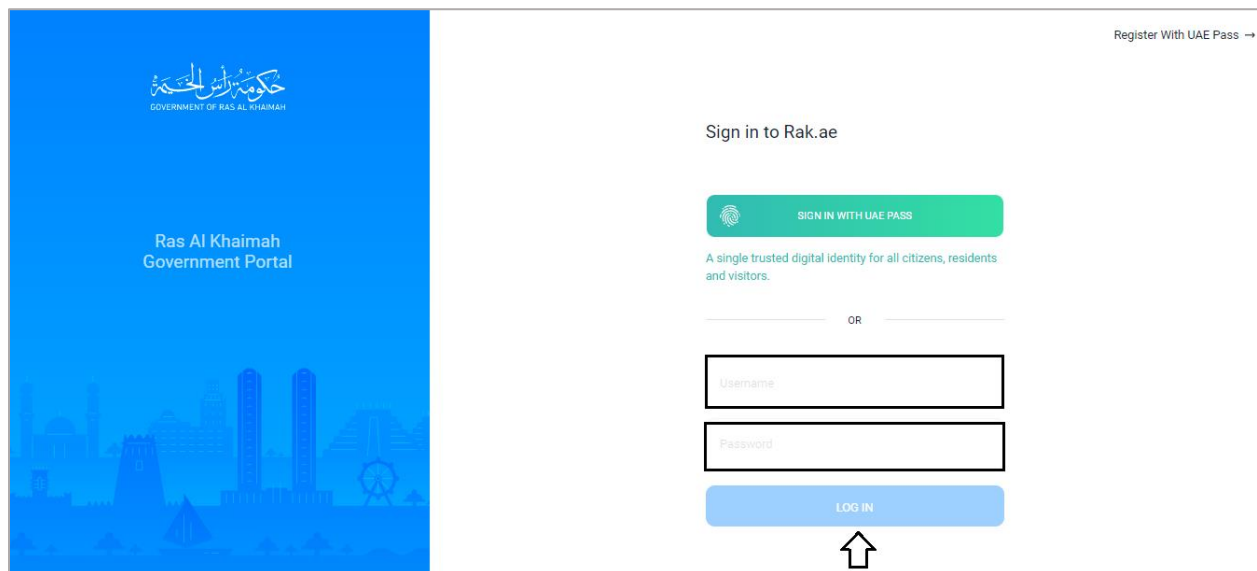 حكومة رأس الخيمة
GOVERNMENT OF RAS AL KHAIMAH
Ras Al Khaimah
Government Portal
Register With UAE Pass →
Sign in to Rak.ae
SIGN IN WITH UAE PASS
A single trusted digital identity for all citizens, residents
and visitors.
OR
Username
Password
LOG IN